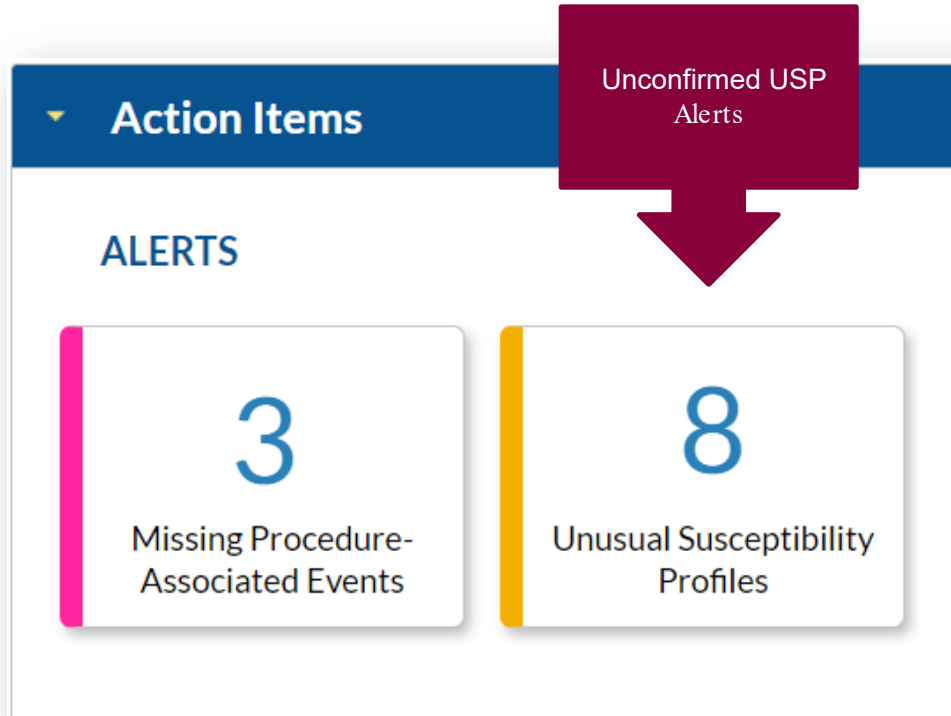 Unconfirmed USP
Alerts
Action Items
ALERTS
3
Missing Procedure-
Associated Events
8
Unusual Susceptibility
Profiles